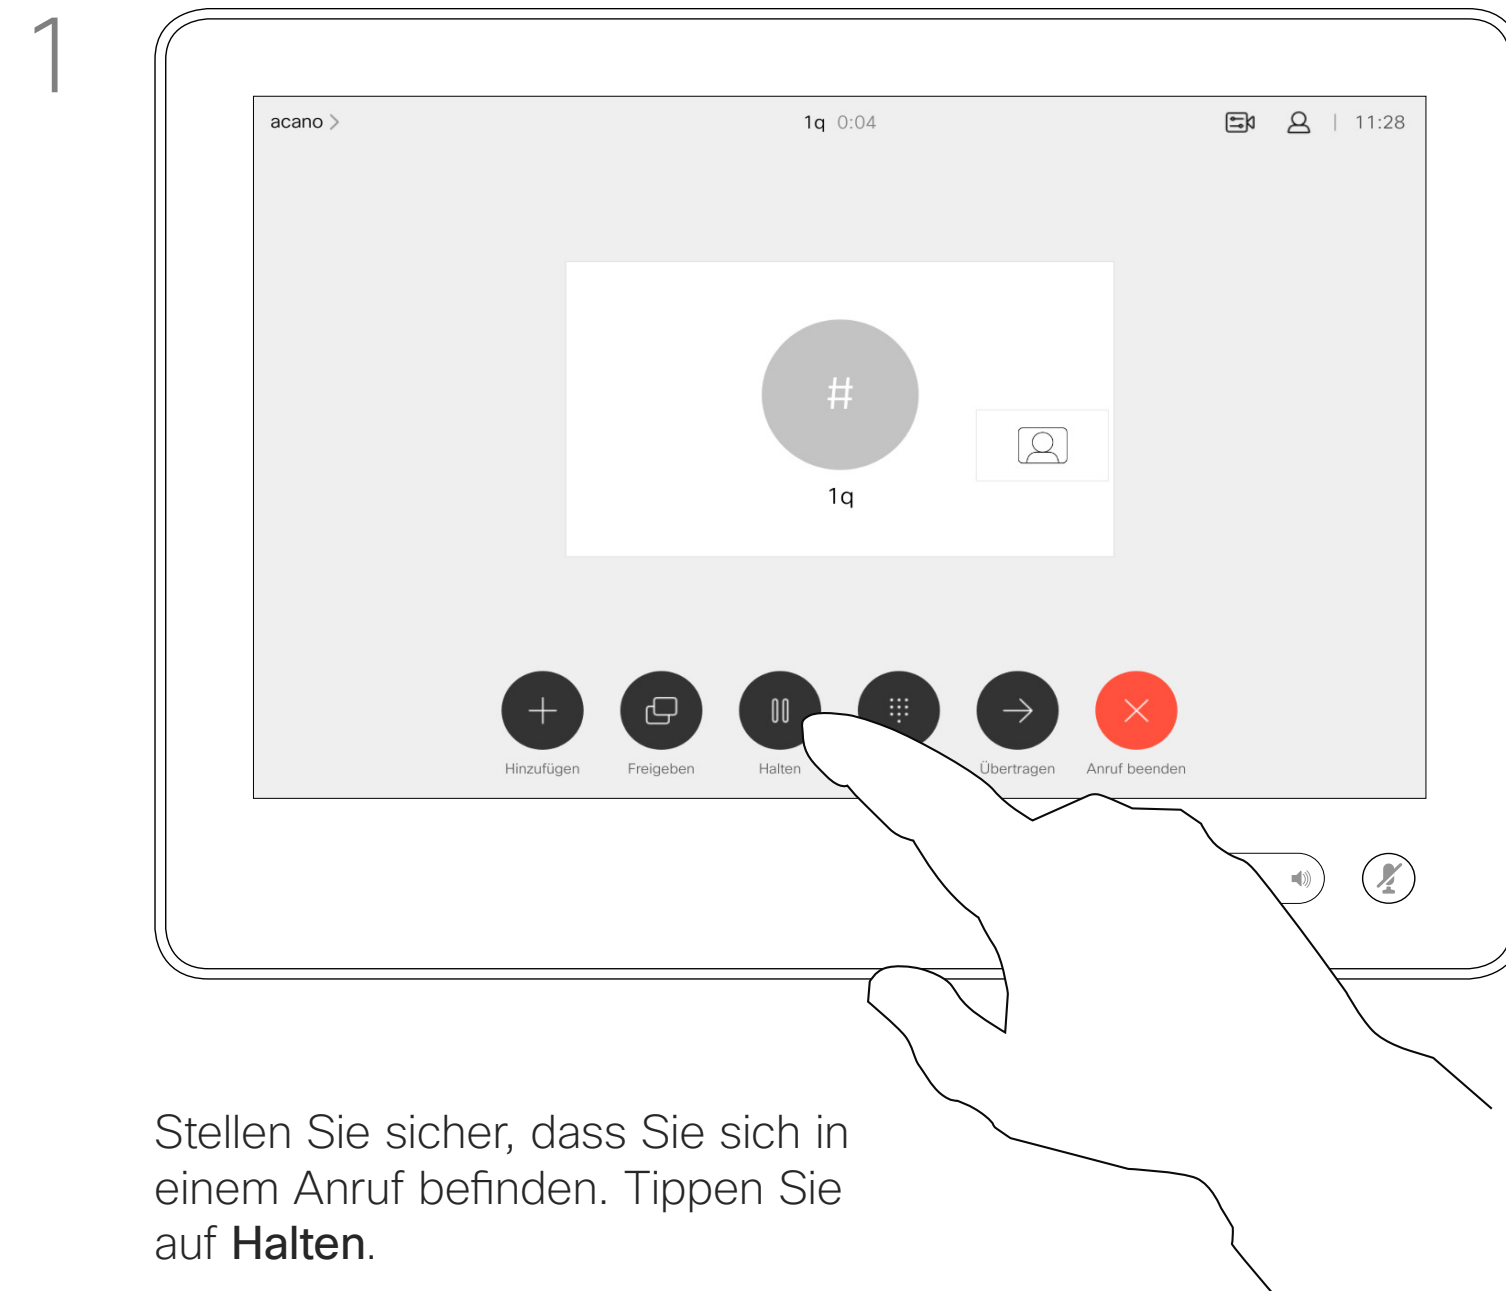 1
acano
1q 0:04
11:28
#
1q
Hinzufügen
Freigeben
Halten
Übertragen
Anruf beenden
Stellen Sie sicher, dass Sie sich in
einem Anruf befinden. Tippen Sie
auf Halten.